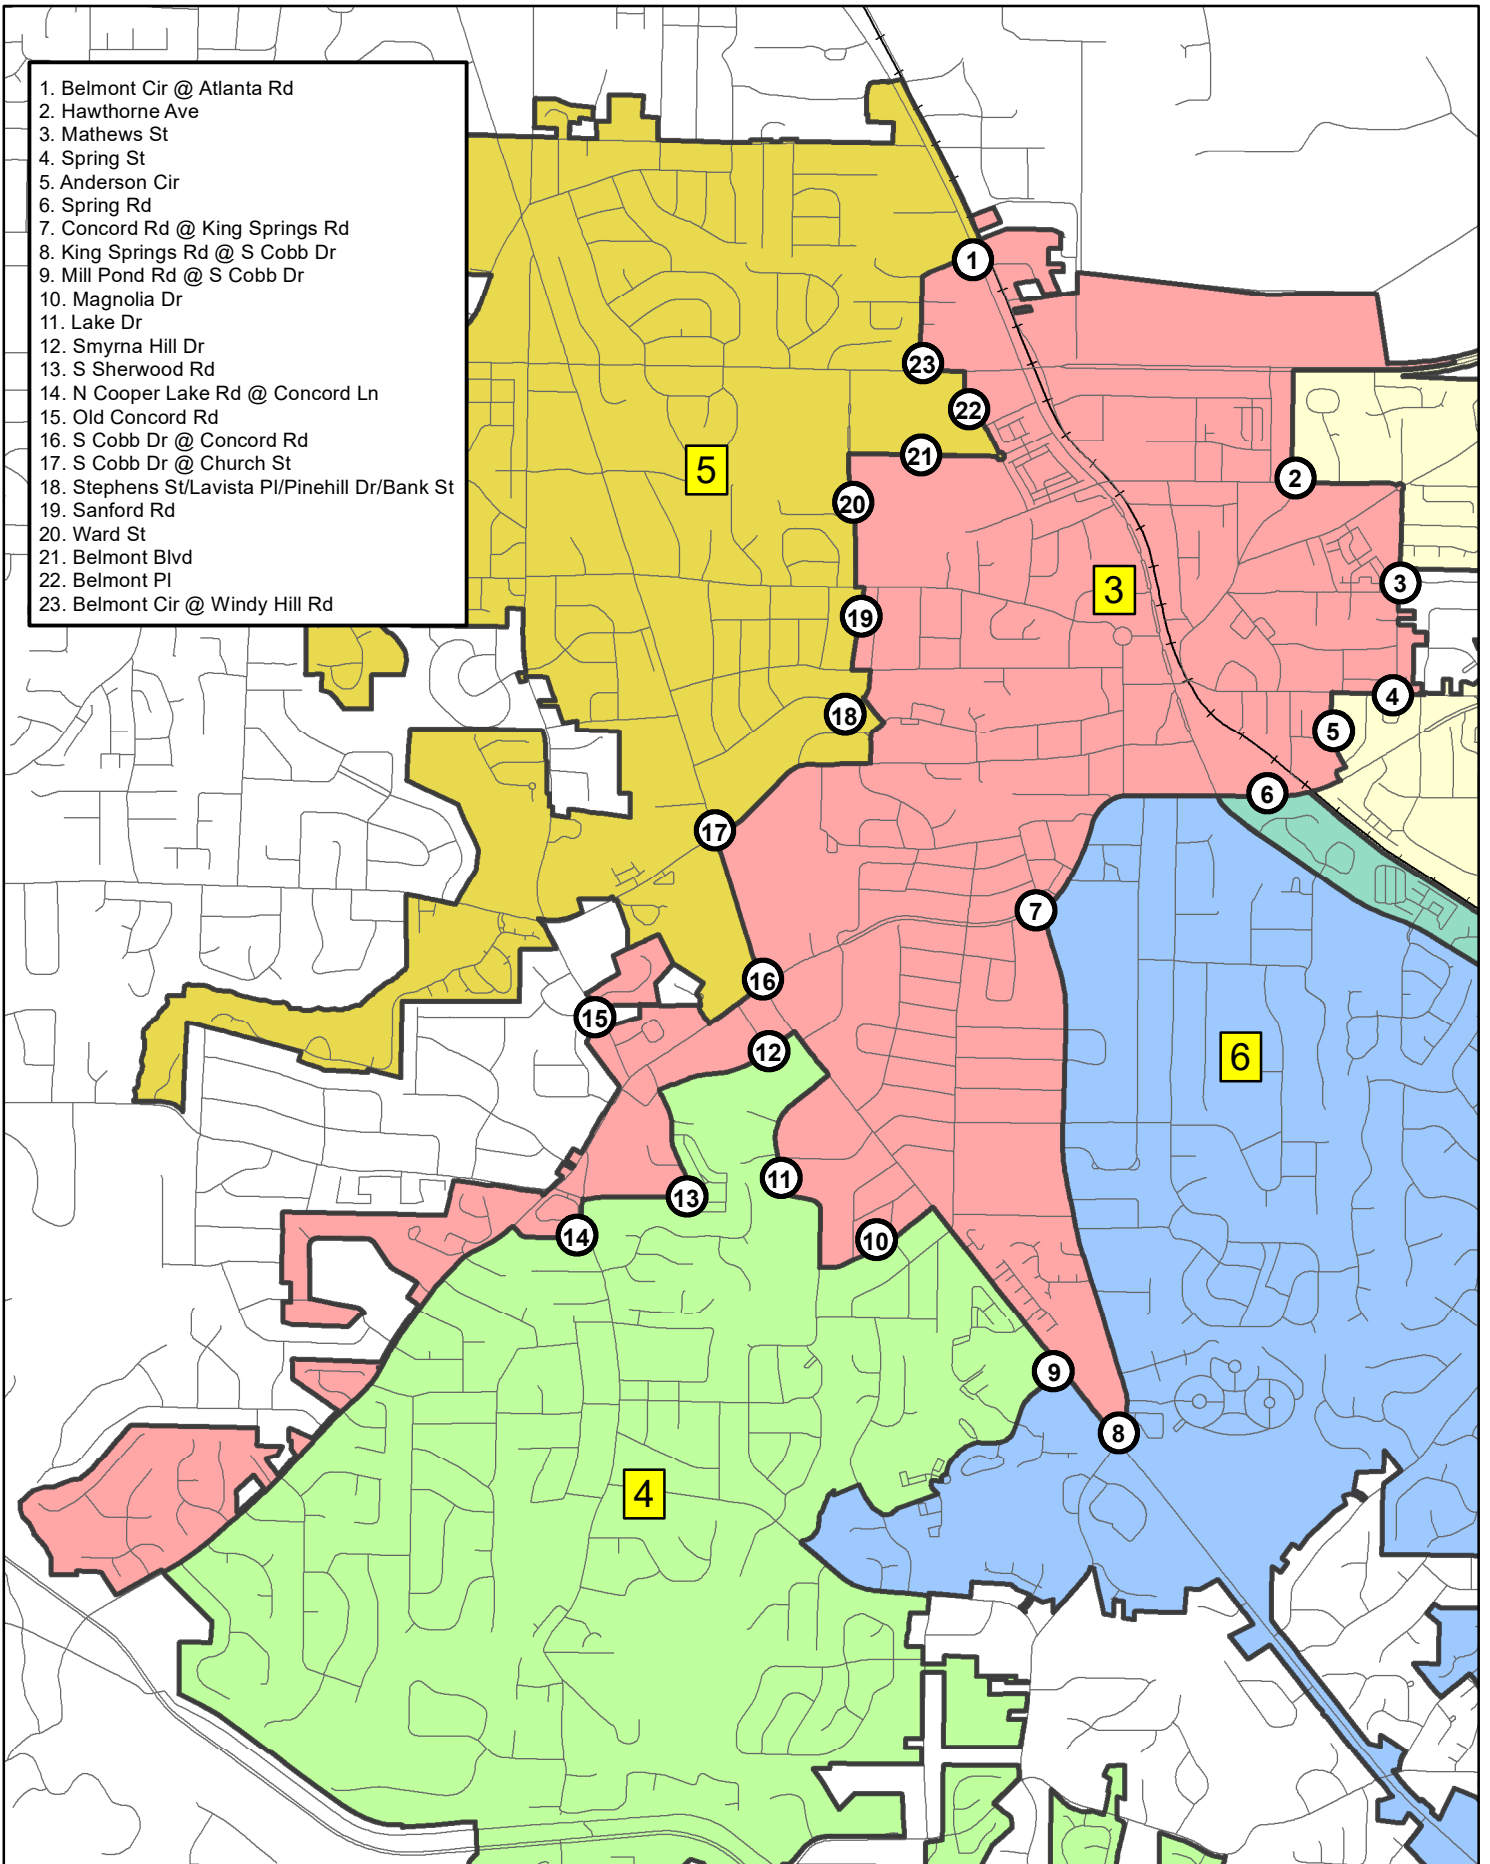 1. Belmont Cir @ Atlanta Rd
2. Hawthorne Ave
3. Mathews St
4. Spring St
5. Anderson Cir
6. Spring Rd
7. Concord Rd @ King Springs Rd
8. King Springs Rd @ S Cobb Dr
9. Mill Pond Rd @ S Cobb Dr
10. Magnolia Dr
11. Lake Dr
12. Smyrna Hill Dr
13. S Sherwood Rd
14. N Cooper Lake Rd @ Concord Ln
15. Old Concord Rd
16. S Cobb Dr @ Concord Rd
17. S Cobb Dr @ Church St
18. Stephens St/Lavista Pl/Pinehill Dr/Bank St
19. Sanford Rd
20. Ward St
21. Belmont Blvd
22. Belmont Pl
23. Belmont Cir @ Windy Hill Rd
1
23
22
21
5
2
20
3
3
19
4
18
5
6
17
7
16
15
12
6
11
13
14
10
9
8
4